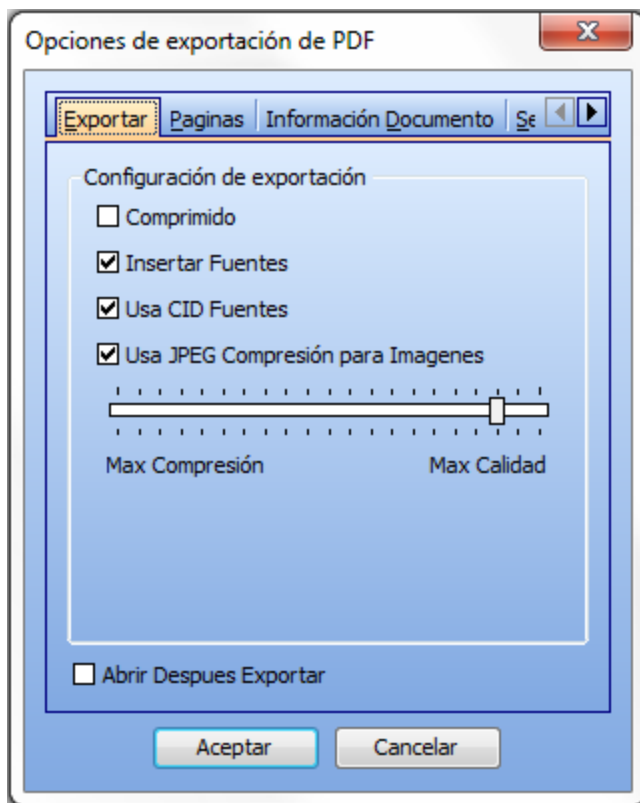 Opciones de exportación de PDF
Exportar Paginas Información Documento Se
Configuración de exportación
Comprimido
Insertar Fuentes
Usa CID Fuentes
Usa JPEG Compresión para Imagenes
Max Compresión Max Calidad
Abrir Despues Exportar
Aceptar Cancelar